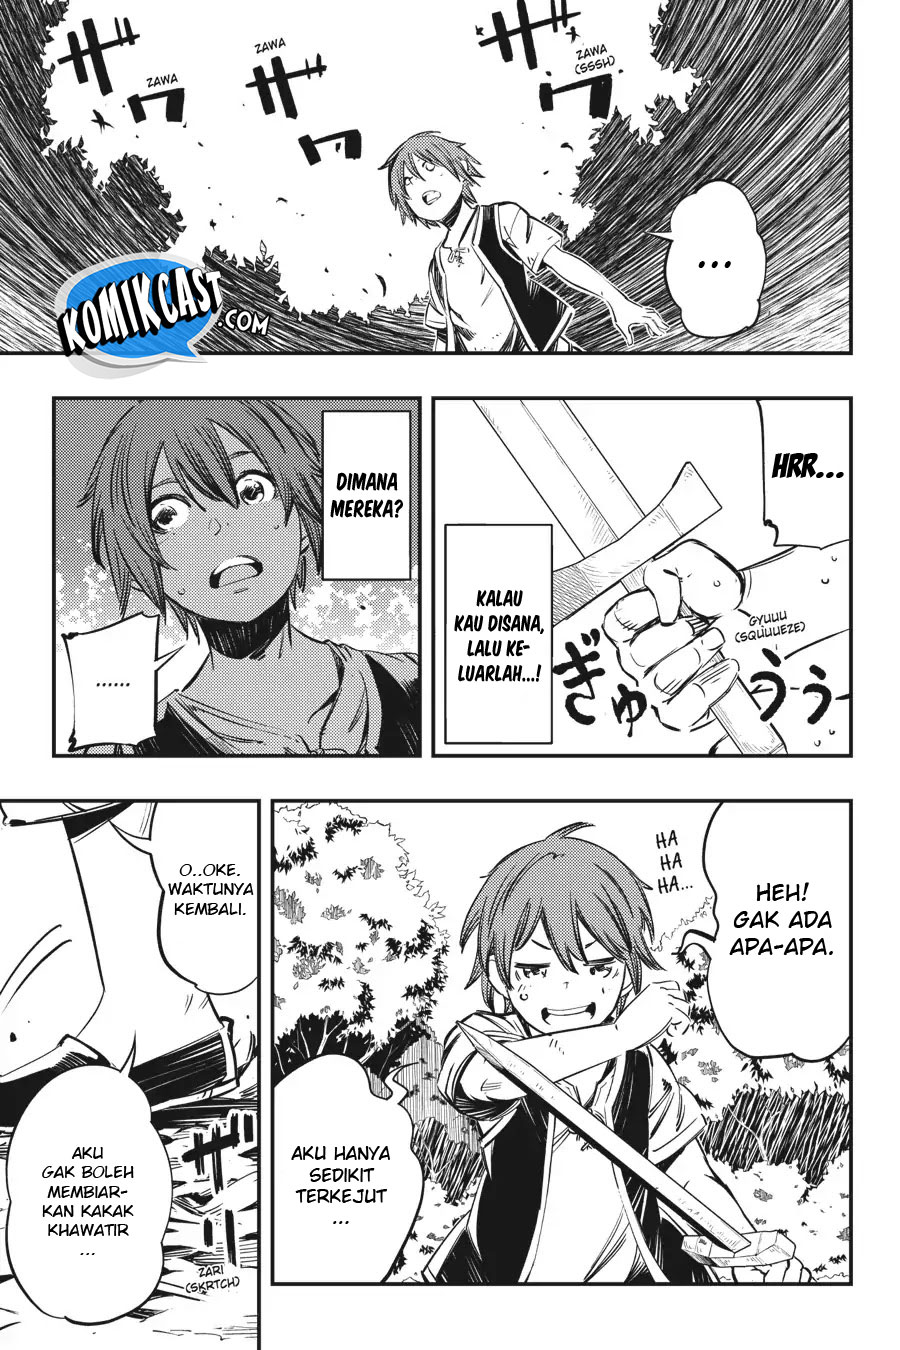 ZAWA
(SSSH)
ザワ
ZAWA
ザワ
ZAWA
ザワ
...
KOMIKCAST
.COM
HRR...
KALAU
KAU DISANA,
LALU KE-
LUARLAH...!
GYUUU
(SQUUUEZE)
ぎゅうぅ
DIMANA
MEREKA?
......
HA
HA
HA...
HEH!
GAK ADA
APA-APA.
AKU HANYA
SEDIKIT
TERKEJUT
...
O..OKE.
WAKTUNYA
KEMBALI.
AKU
GAK BOLEH
MEMBIAR-
KAN KAKAK
KHAWATIR
...
ZARI
(SKRTCH)